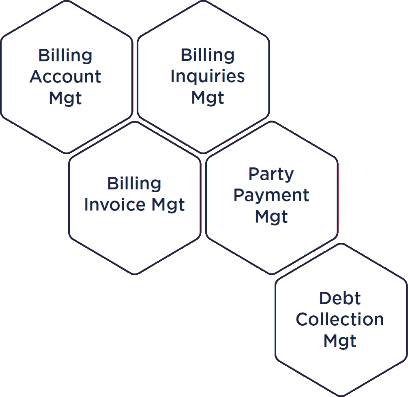 Billing
Account
Mgt
Billing
Inquiries
Mgt
Billing
Invoice Mgt
Party
Payment
Mgt
Debt
Collection
Mgt